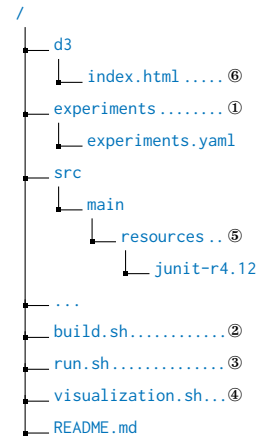 /
d3
index.html ..... ⑥
experiments ........ ①
experiments.yaml
src
main
resources .. ⑤
junit-r4.12
...
build.sh............ ②
run.sh.............. ③
visualization.sh... ④
README.md